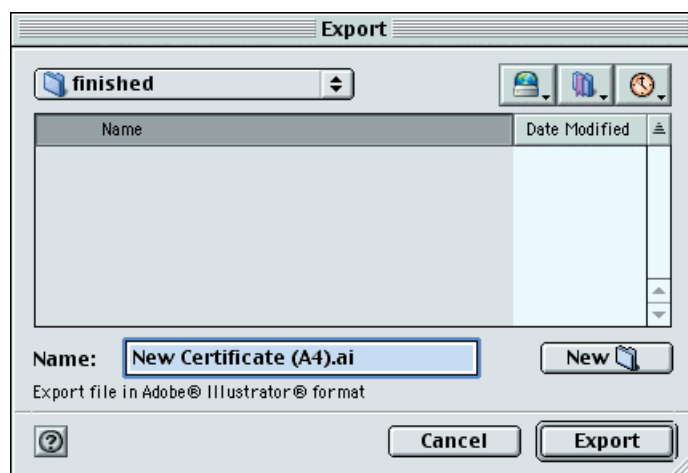 Export
finished
Name Date Modified
Name: New Certificate (A4).ai New
Export file in Adobe® Illustrator® format
? Cancel Export